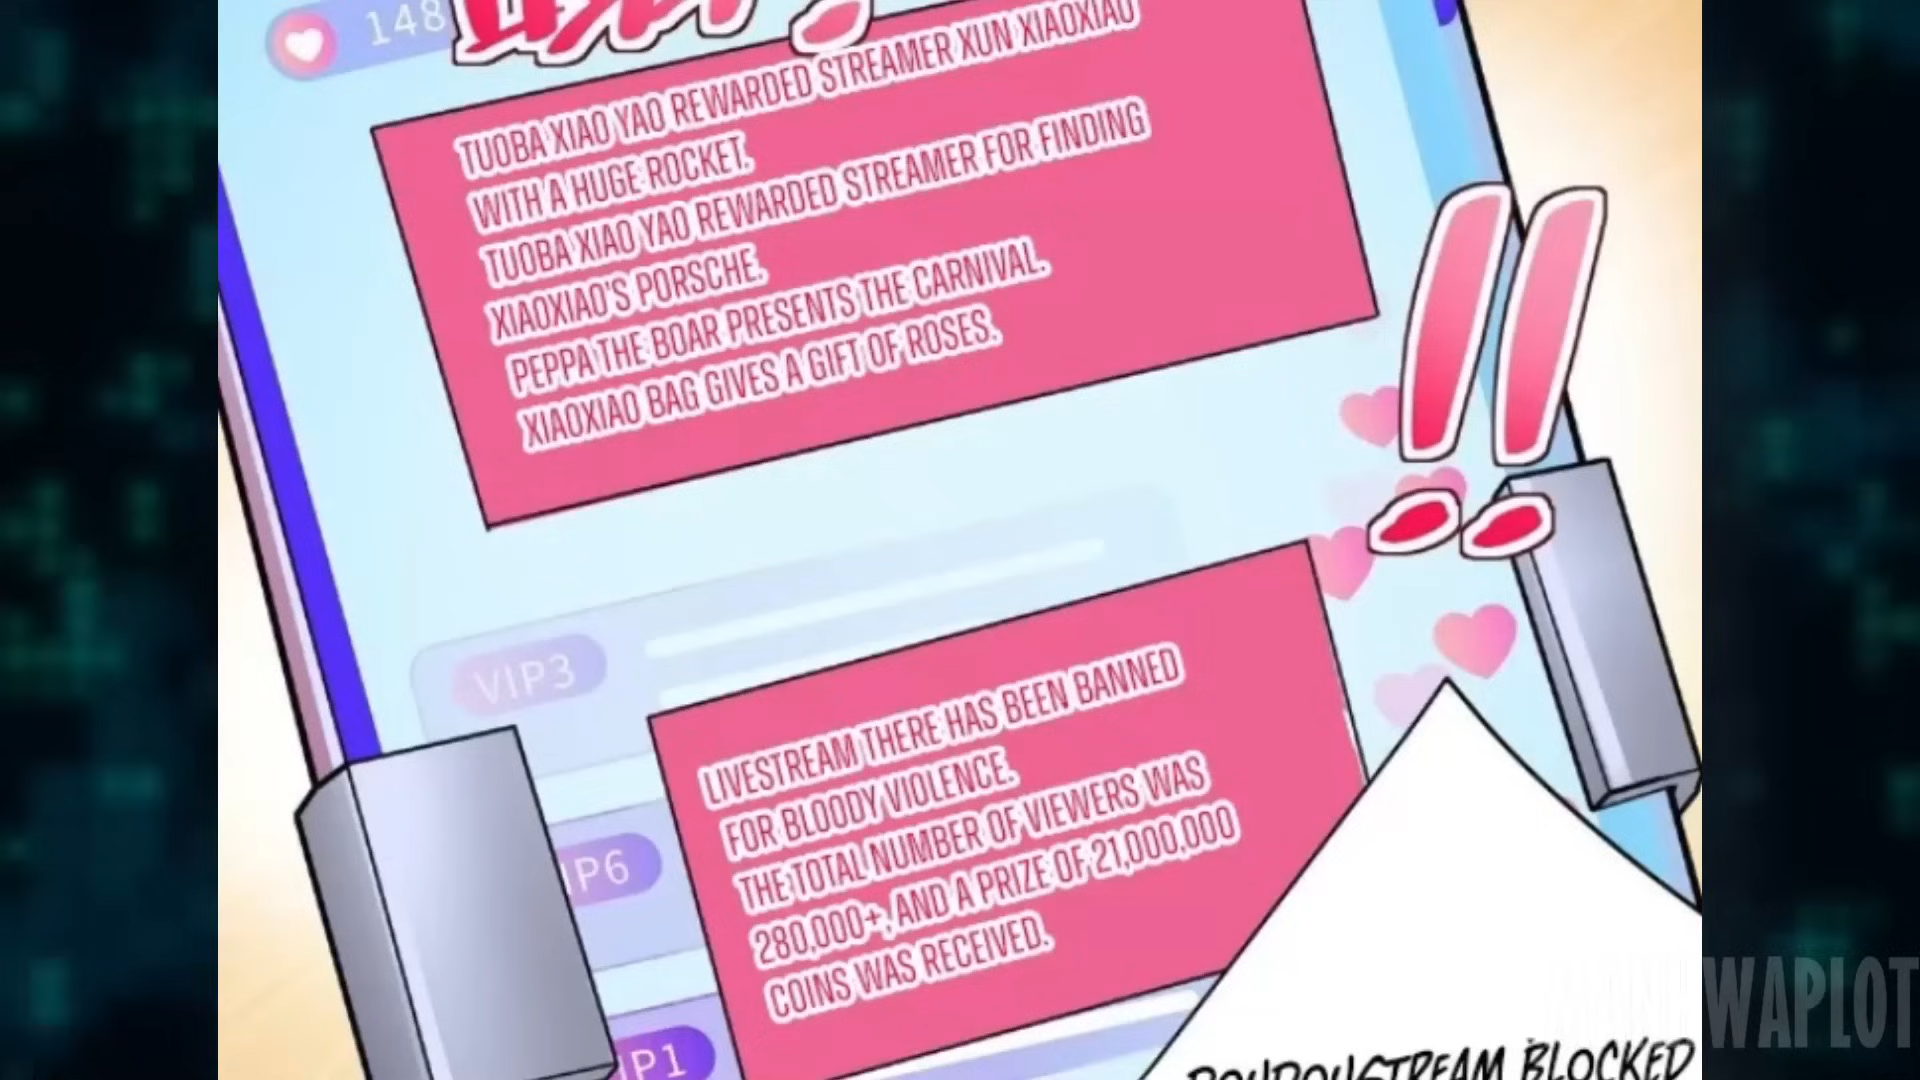 148
TUOBA XIAO YAO REWARDED STREAMER XUN XIAOXIAO
WITH A HUGE ROCKET.
TUOBA XIAO YAO REWARDED STREAMER FOR FINDING
XIAOXIAO'S PORSCHE.
PEPPA THE BOAR PRESENTS THE CARNIVAL.
XIAOXIAO BAG GIVES A GIFT OF ROSES.
!!
VIP3
LIVESTREAM THERE HAS BEEN BANNED
FOR BLOODY VIOLENCE.
THE TOTAL NUMBER OF VIEWERS WAS
280,000+, AND A PRIZE OF 21,000,000
COINS WAS RECEIVED.
IP6
IP1
BLOCKED
WAPLOT